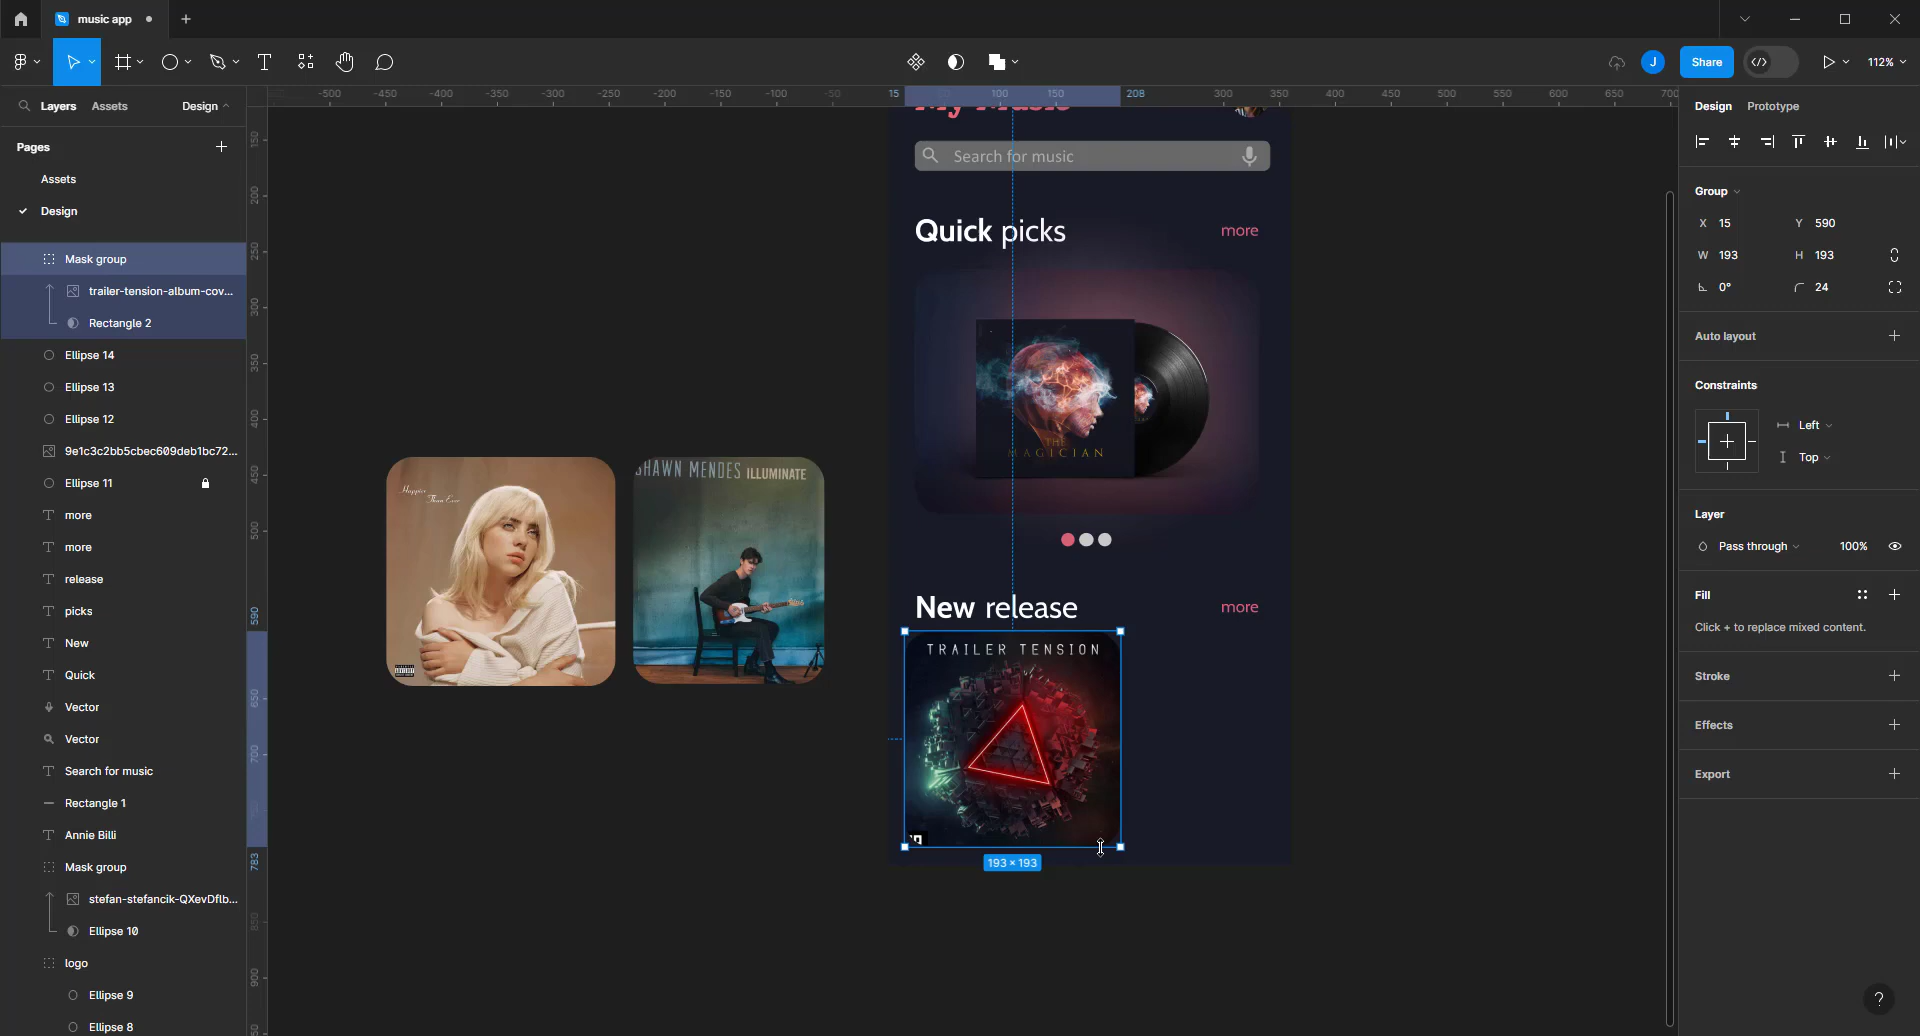 music app
Share
J
112%
Layers
Assets
Design
Pages
Assets
Design
Mask group
trailer-tension-album-cov...
Rectangle 2
Ellipse 14
Ellipse 13
Ellipse 12
9e1c3c2bb5cbec609deb1bc72...
Ellipse 11
more
more
release
picks
New
Quick
Vector
Vector
Search for music
Rectangle 1
Annie Billi
Mask group
stefan-stefancik-QXevDflb...
Ellipse 10
logo
Ellipse 9
Ellipse 8
-500 -450 -400 -350 -300 -250 -200 -150 -100 -50 15 100 150 208 300 350 400 450 500 550 600 650 700
150
200
250
300
350
400
450
500
590
650
700
783
850
900
950
My Music
Search for music
Quick picks
more
THE
MAGICIAN
New release
more
TRAILER TENSION
193 × 193
Happier
Than Ever
SHAWN MENDES ILLUMINATE
Design
Prototype
Group
X 15
Y 590
W 193
H 193
0°
24
Auto layout
Constraints
Left
Top
Layer
Pass through
100%
Fill
Click + to replace mixed content.
Stroke
Effects
Export
?